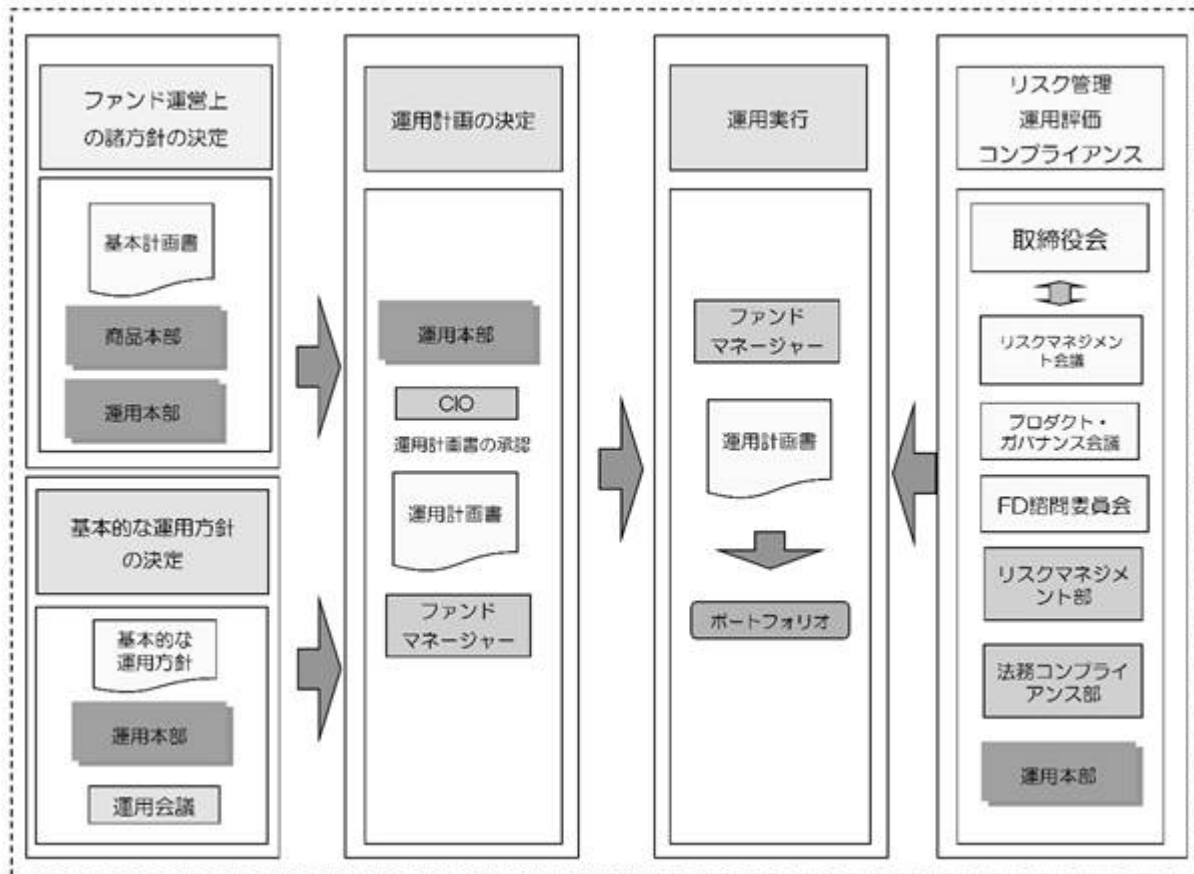 ファンド運営上
の諸方針の決定
基本計画書
商品本部
運用本部
基本的な運用方針
の決定
基本的な
運用方針
運用本部
運用会議
運用計画の決定
運用本部
CIO
運用計画書の承認
運用計画書
ファンド
マネージャー
運用実行
ファンド
マネージャー
運用計画書
ポートフォリオ
リスク管理
運用評価
コンプライアンス
取締役会
リスクマネジメン
ト会議
プロダクト・
ガバナンス会議
FD諮問委員会
リスクマネジメ
ント部
法務コンプライ
アンス部
運用本部